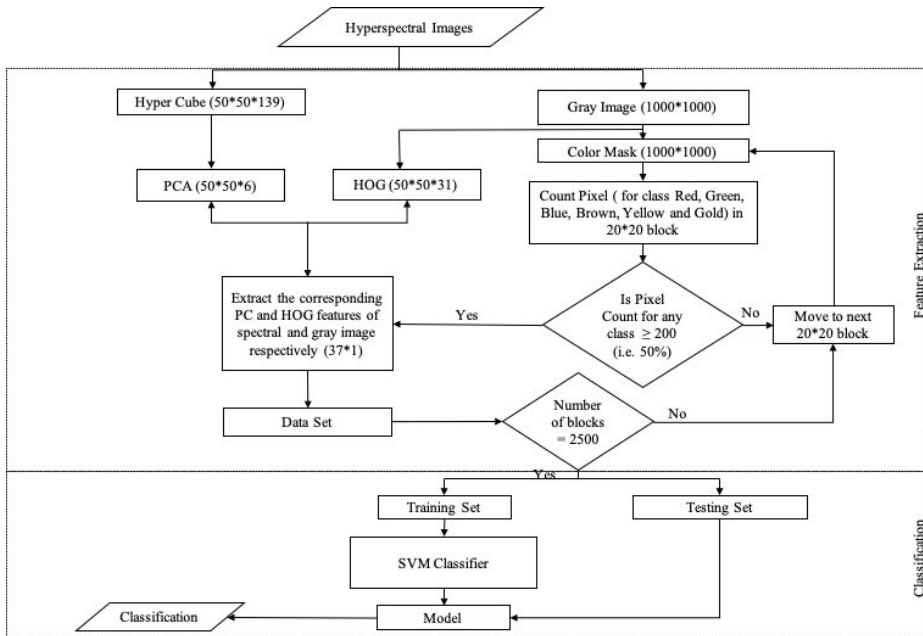 Hyperspectral Images
Hyper Cube (50*50*139)
Gray Image (1000*1000)
Color Mask (1000*1000)
PCA (50*50*6)
HOG (50*50*31)
Count Pixel ( for class Red, Green,
Blue, Brown, Yellow and Gold) in
20*20 block
Extract the corresponding
PC and HOG features of
spectral and gray image
respectively (37*1)
Yes
Is Pixel
Count for any
class ≥ 200
(i.e. 50%)
No
Move to next
20*20 block
Feature Extraction
Data Set
Number
of blocks
= 2500
No
Yes
Training Set
Testing Set
SVM Classifier
Classification
Model
Classification